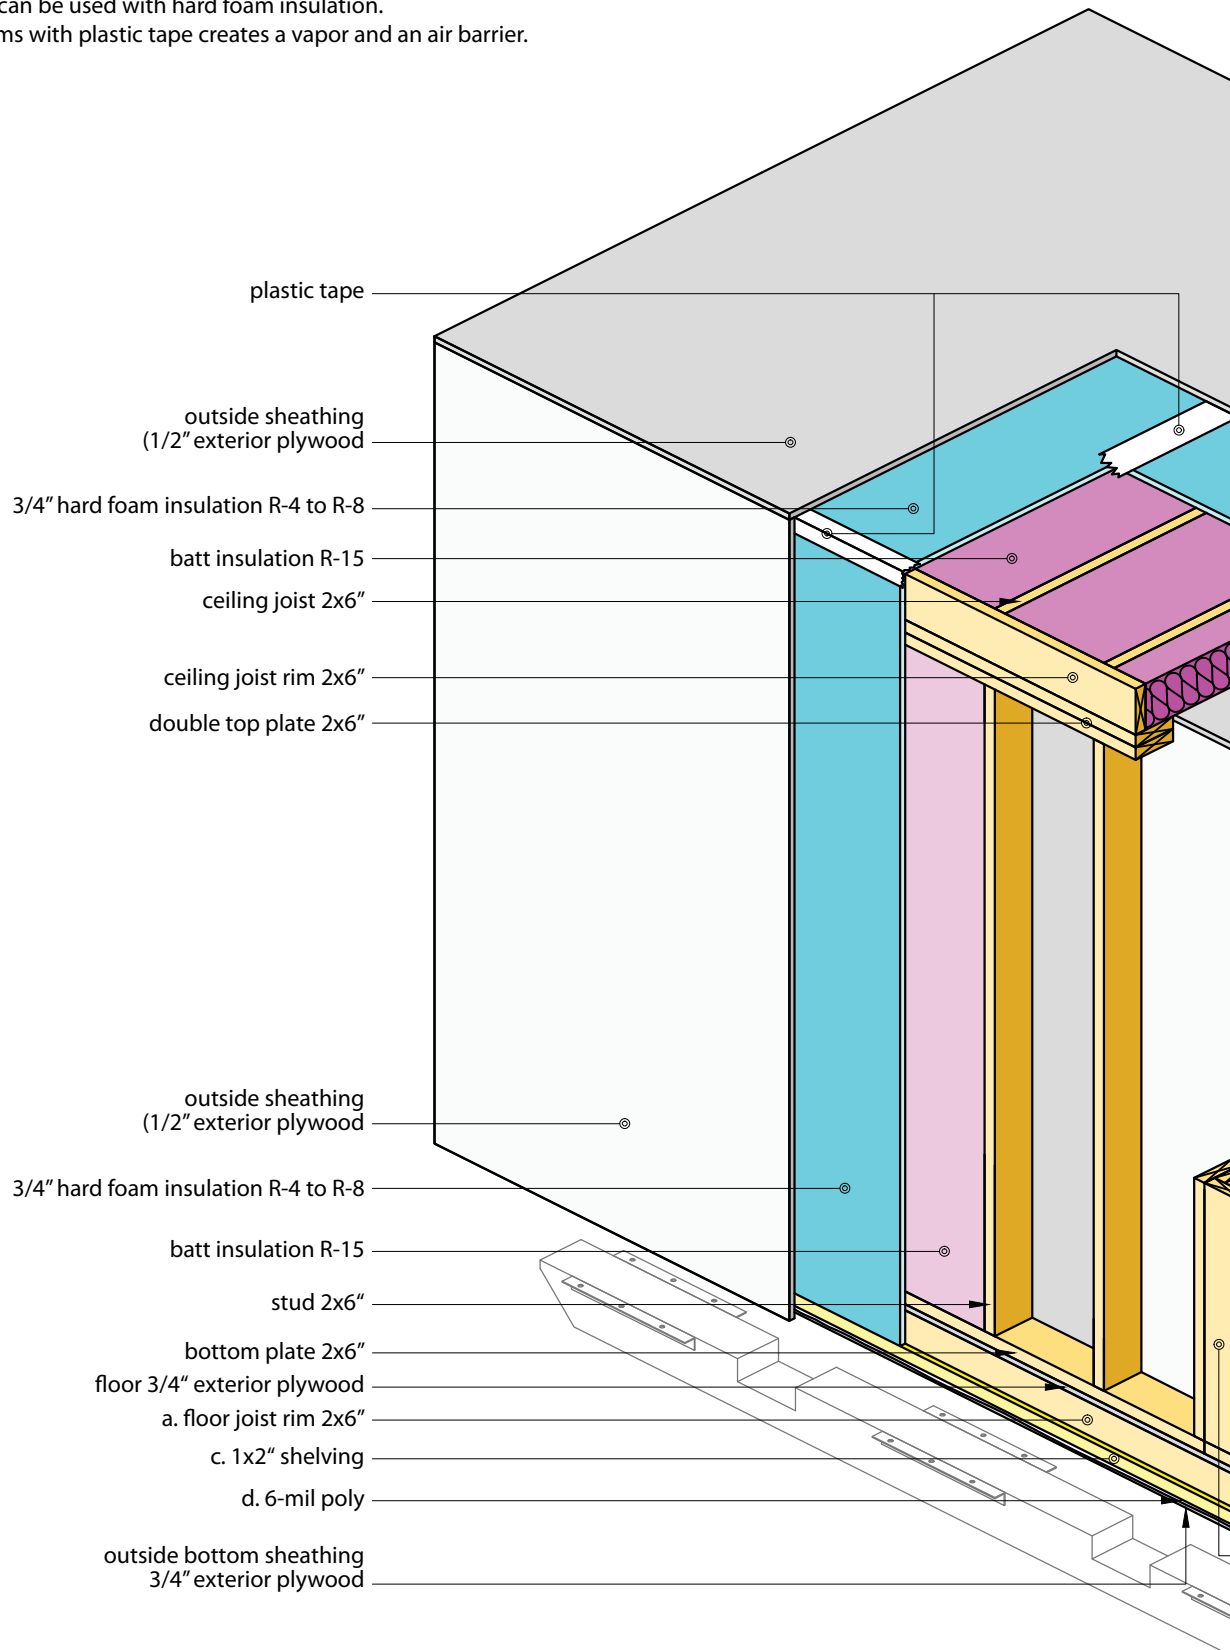 can be used with hard foam insulation.
ms with plastic tape creates a vapor and an air barrier.
plastic tape
outside sheathing
(1/2” exterior plywood
3/4” hard foam insulation R-4 to R-8
batt insulation R-15
ceiling joist 2x6”
ceiling joist rim 2x6”
double top plate 2x6”
outside sheathing
(1/2” exterior plywood
3/4” hard foam insulation R-4 to R-8
batt insulation R-15
stud 2x6“
bottom plate 2x6”
floor 3/4“ exterior plywood
a. floor joist rim 2x6”
c. 1x2“ shelving
d. 6-mil poly
outside bottom sheathing
3/4” exterior plywood